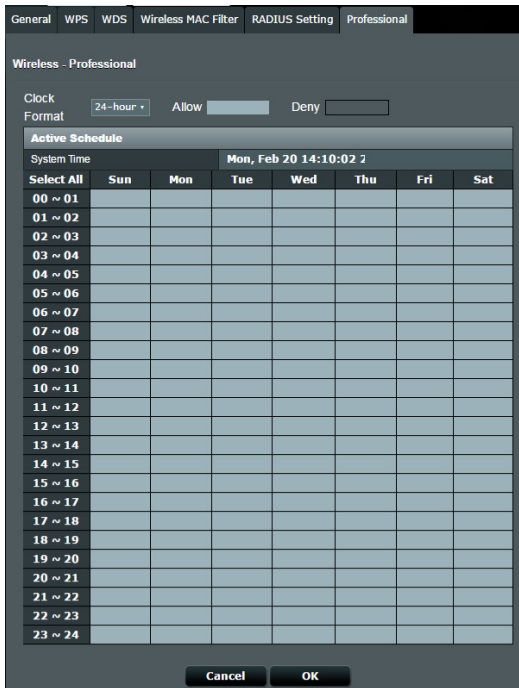 General WPS WDS Wireless MAC Filter RADIUS Setting Professional
Wireless - Professional
Clock Format 24-hour Allow Deny
Active Schedule
System Time Mon, Feb 20 14:10:02 2
Select All Sun Mon Tue Wed Thu Fri Sat
00 ~ 01
01 ~ 02
02 ~ 03
03 ~ 04
04 ~ 05
05 ~ 06
06 ~ 07
07 ~ 08
08 ~ 09
09 ~ 10
10 ~ 11
11 ~ 12
12 ~ 13
13 ~ 14
14 ~ 15
15 ~ 16
16 ~ 17
17 ~ 18
18 ~ 19
19 ~ 20
20 ~ 21
21 ~ 22
22 ~ 23
23 ~ 24
Cancel OK